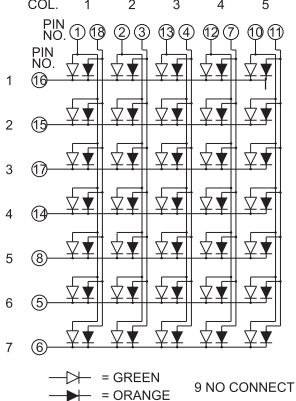 COL. 1 2 3 4 5
PIN NO. 1 18 2 3 13 4 12 7 10 11
PIN NO.
1 16
2 15
3 17
4 14
5 8
6 5
7 6
= GREEN
= ORANGE
9 NO CONNECT